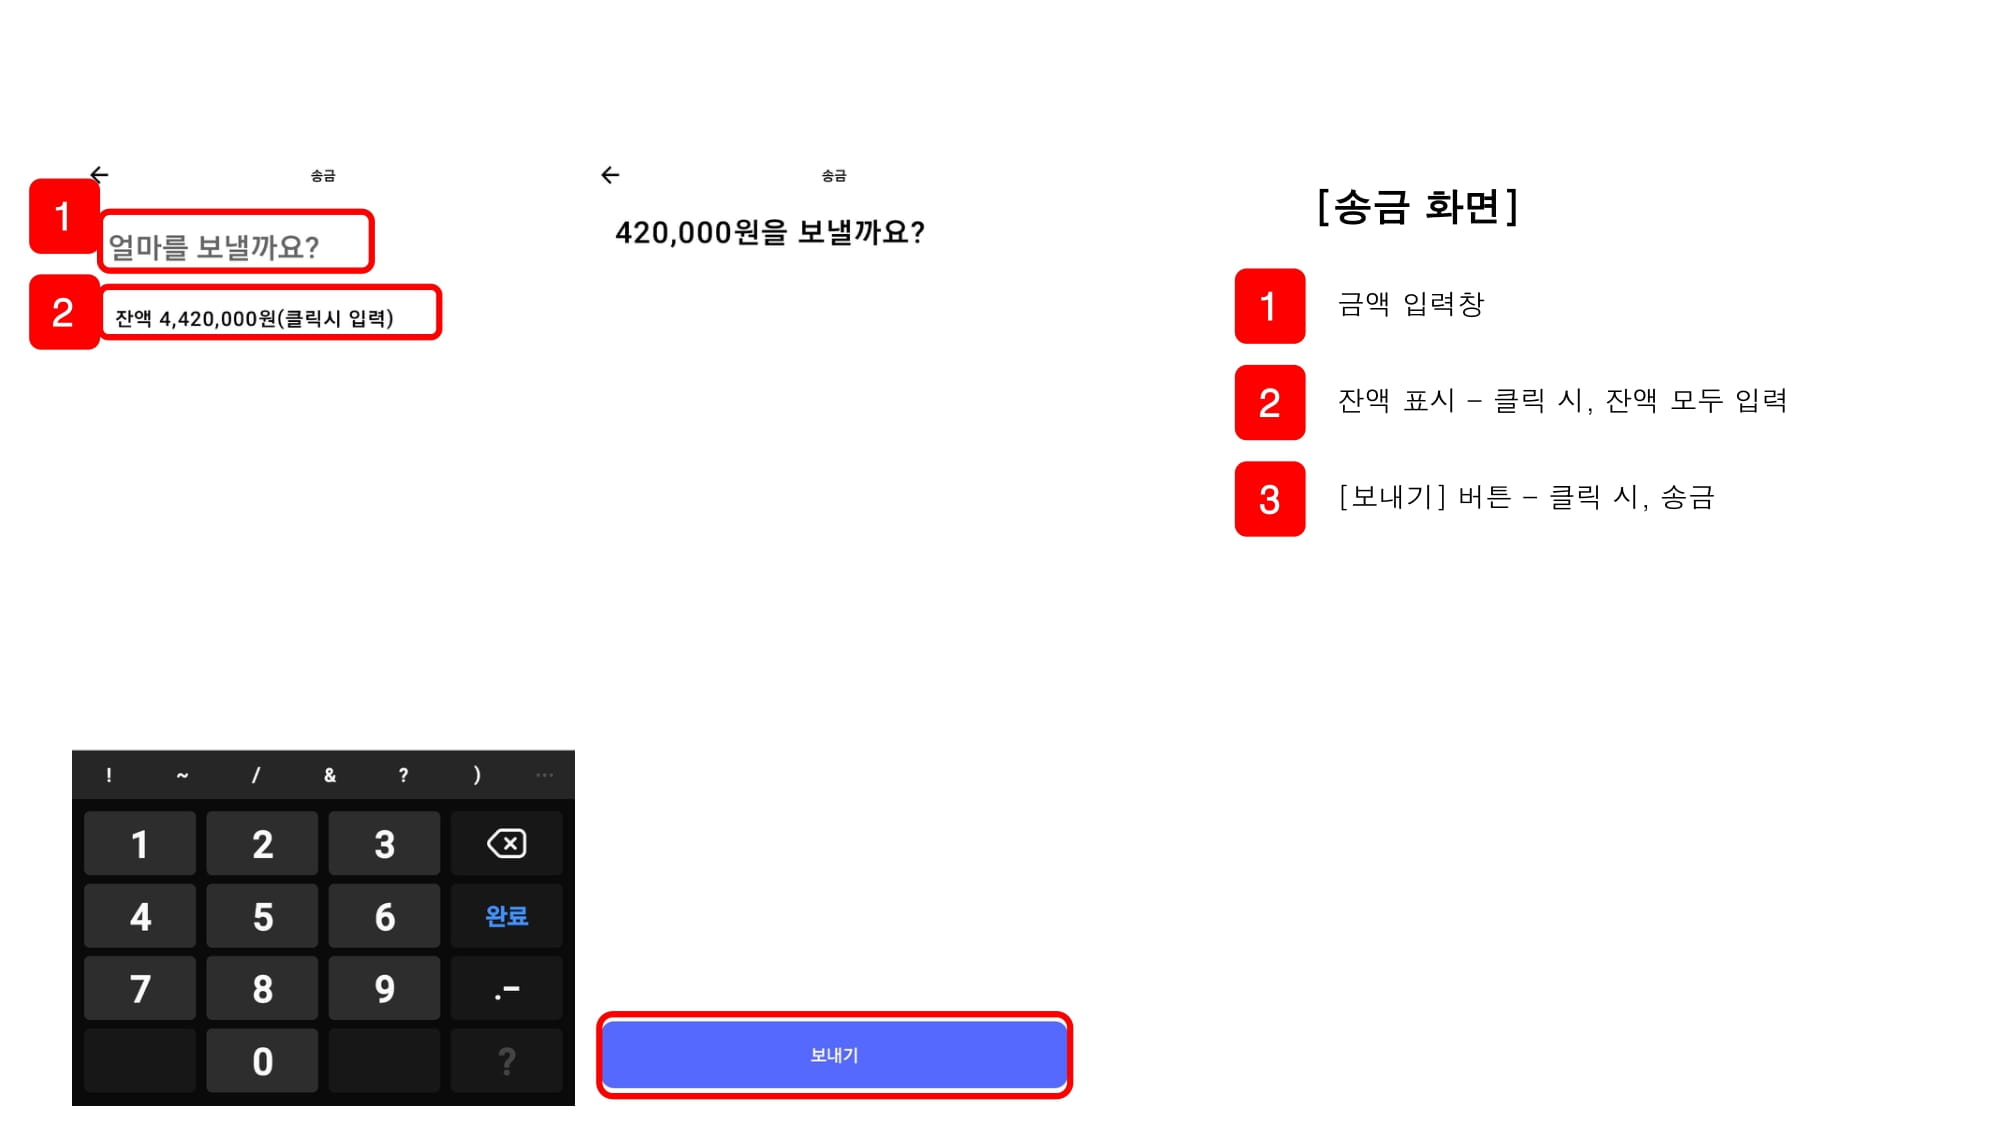 송금
1
얼마를 보낼까요?
2
잔액 4,420,000원(클릭시 입력)
! ~ / & ? ) ...
1 2 3
4 5 6 완료
7 8 9 .-
0 ?
송금
420,000원을 보낼까요?
보내기
[송금 화면]
1 금액 입력창
2 잔액 표시 – 클릭 시, 잔액 모두 입력
3 [보내기] 버튼 – 클릭 시, 송금